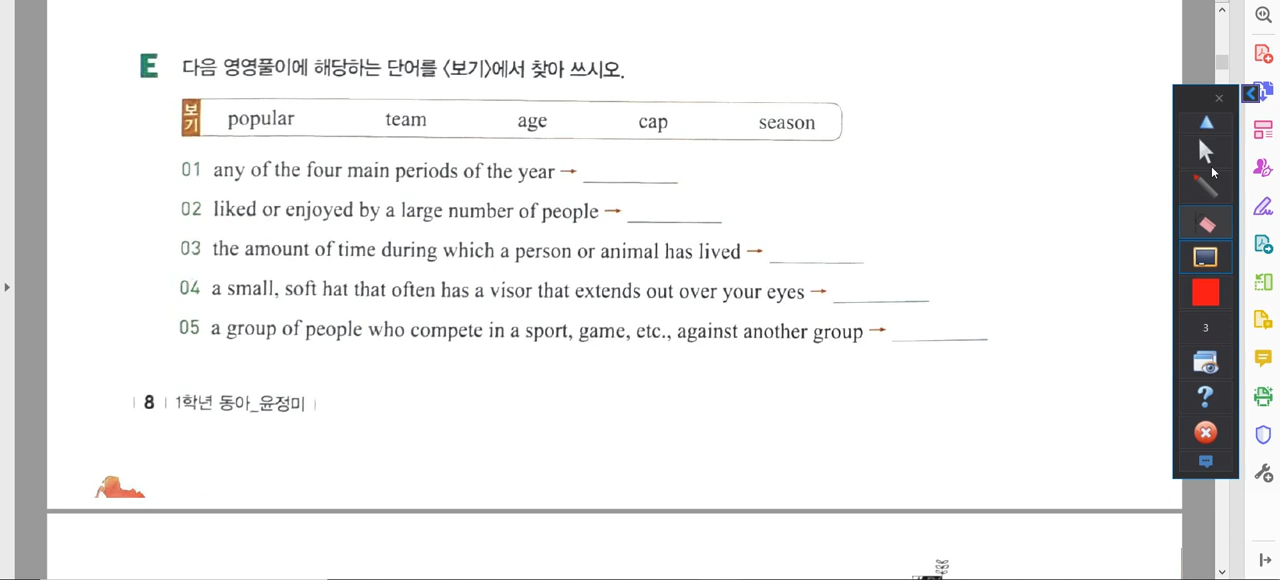 E 다음 영영풀이에 해당하는 단어를 〈보기〉에서 찾아 쓰시오.
보기 popular team age cap season
01 any of the four main periods of the year → ________
02 liked or enjoyed by a large number of people → ________
03 the amount of time during which a person or animal has lived → ________
04 a small, soft hat that often has a visor that extends out over your eyes → ________
05 a group of people who compete in a sport, game, etc., against another group → ________
| 8 | 1학년 동아_윤정미 |
3